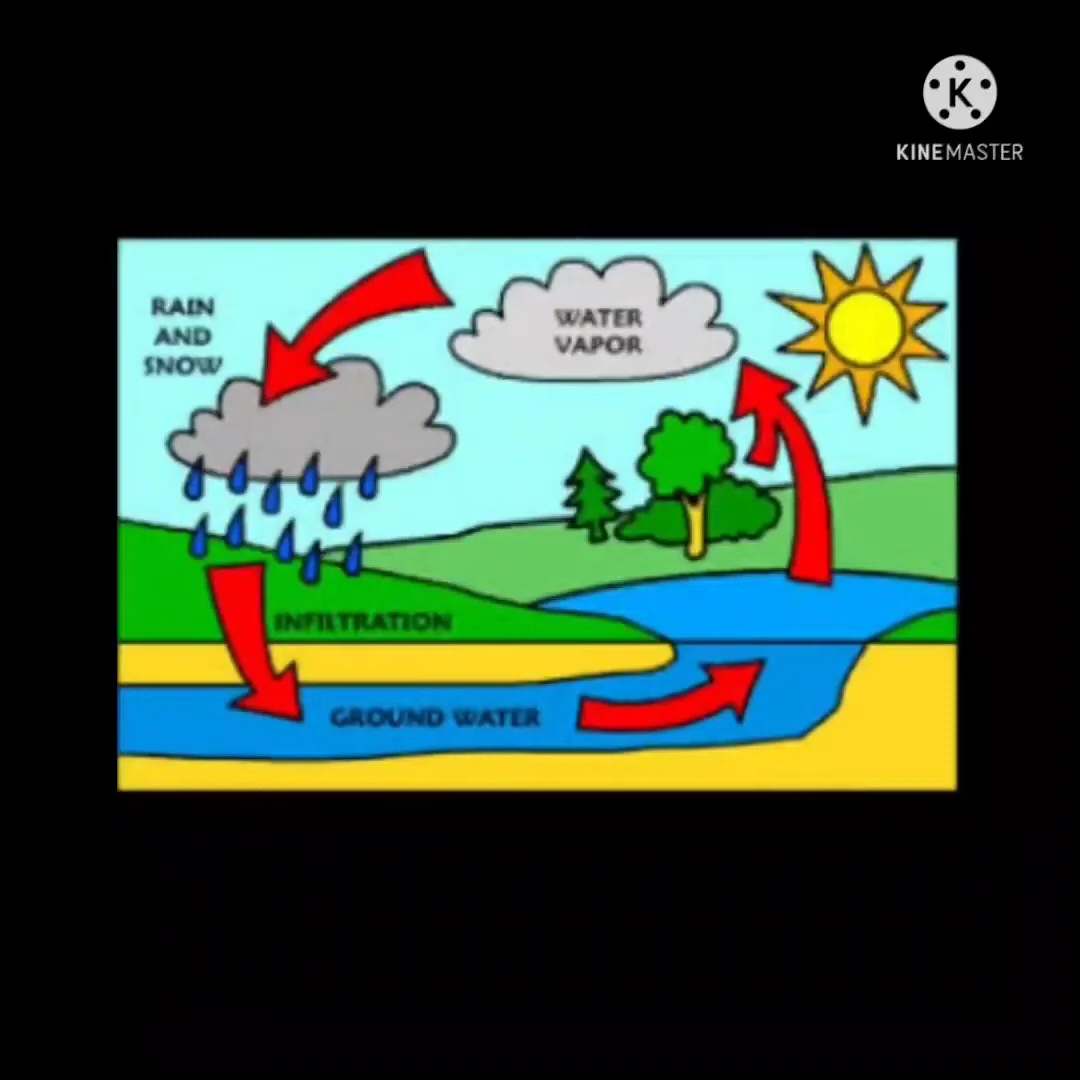 K
KINEMASTER
RAIN
AND
SNOW
WATER
VAPOR
INFILTRATION
GROUND WATER